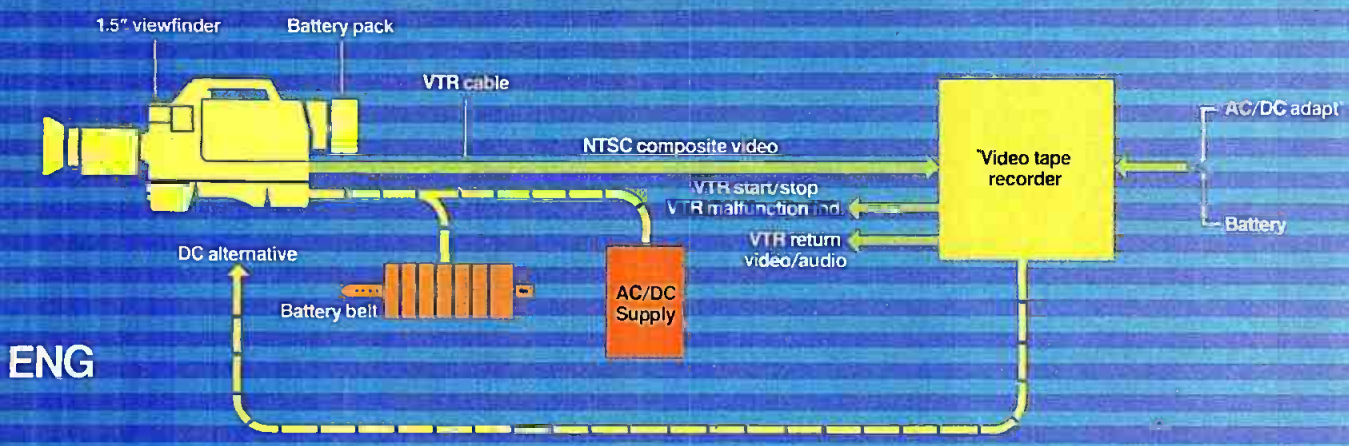 1.5" viewfinder
Battery pack
VTR cable
NTSC composite video
AC/DC adapt
Video tape
recorder
VTR start/stop
VTR malfunction ind.
VTR return
video/audio
Battery
DC alternative
Battery belt
AC/DC
Supply
ENG